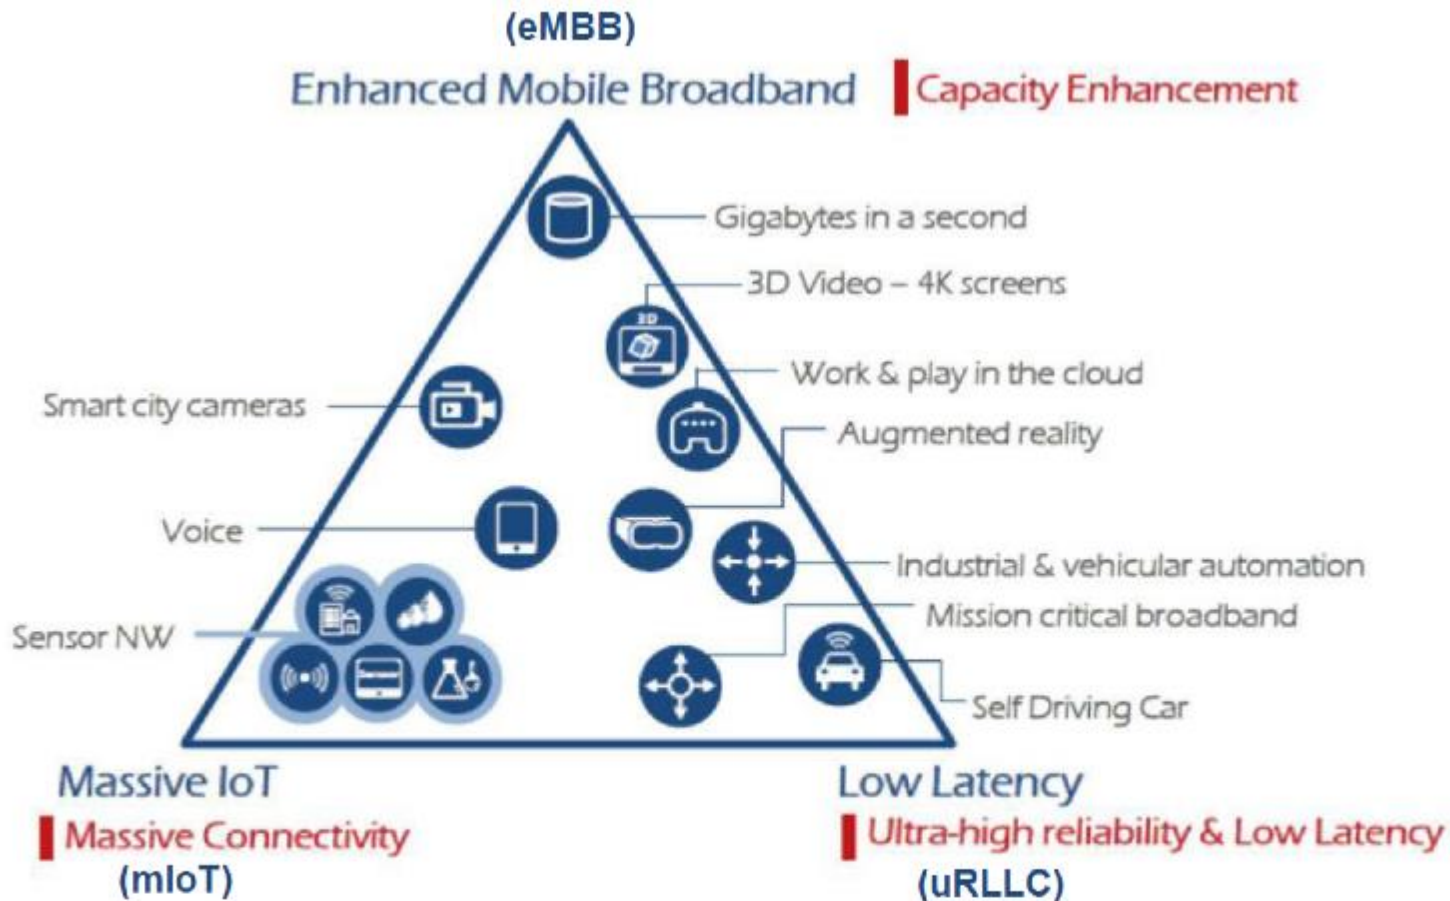 (eMBB)
Enhanced Mobile Broadband
Capacity Enhancement
Gigabytes in a second
3D Video – 4K screens
3D
Work & play in the cloud
Smart city cameras
Augmented reality
Voice
Industrial & vehicular automation
Mission critical broadband
Sensor NW
Self Driving Car
Massive IoT
Low Latency
Massive Connectivity
Ultra-high reliability & Low Latency
(mIoT)
(uRLLC)